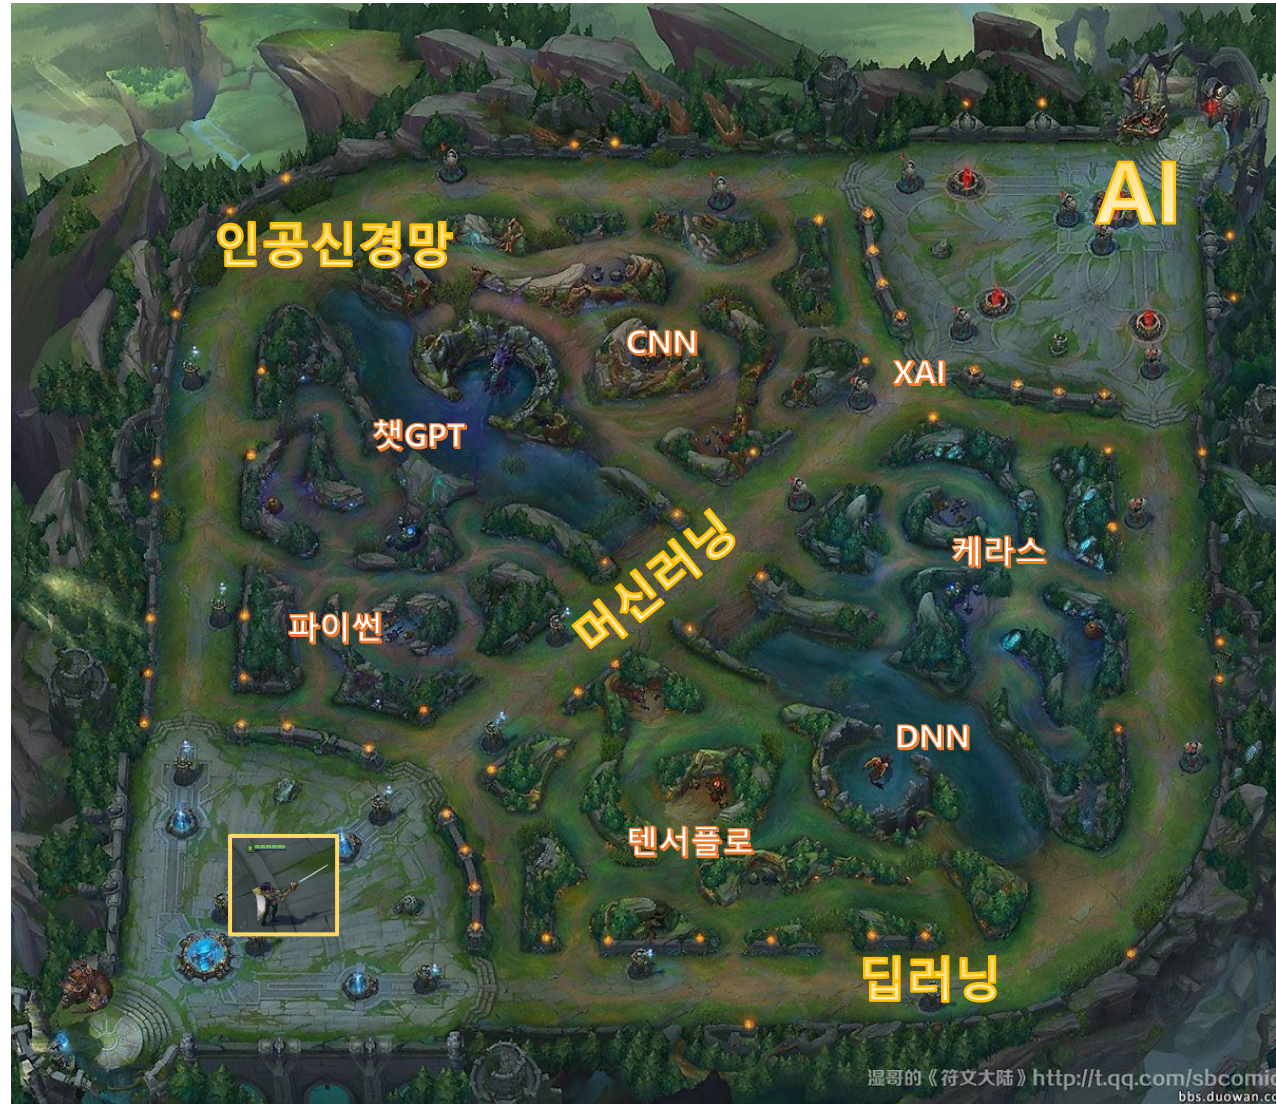 AI
인공신경망
CNN
XAI
챗GPT
머신러닝
케라스
파이썬
DNN
텐서플로
딥러닝
湿哥的《符文大陆》http://t.qq.com/sbcomic
bbs.duowan.co